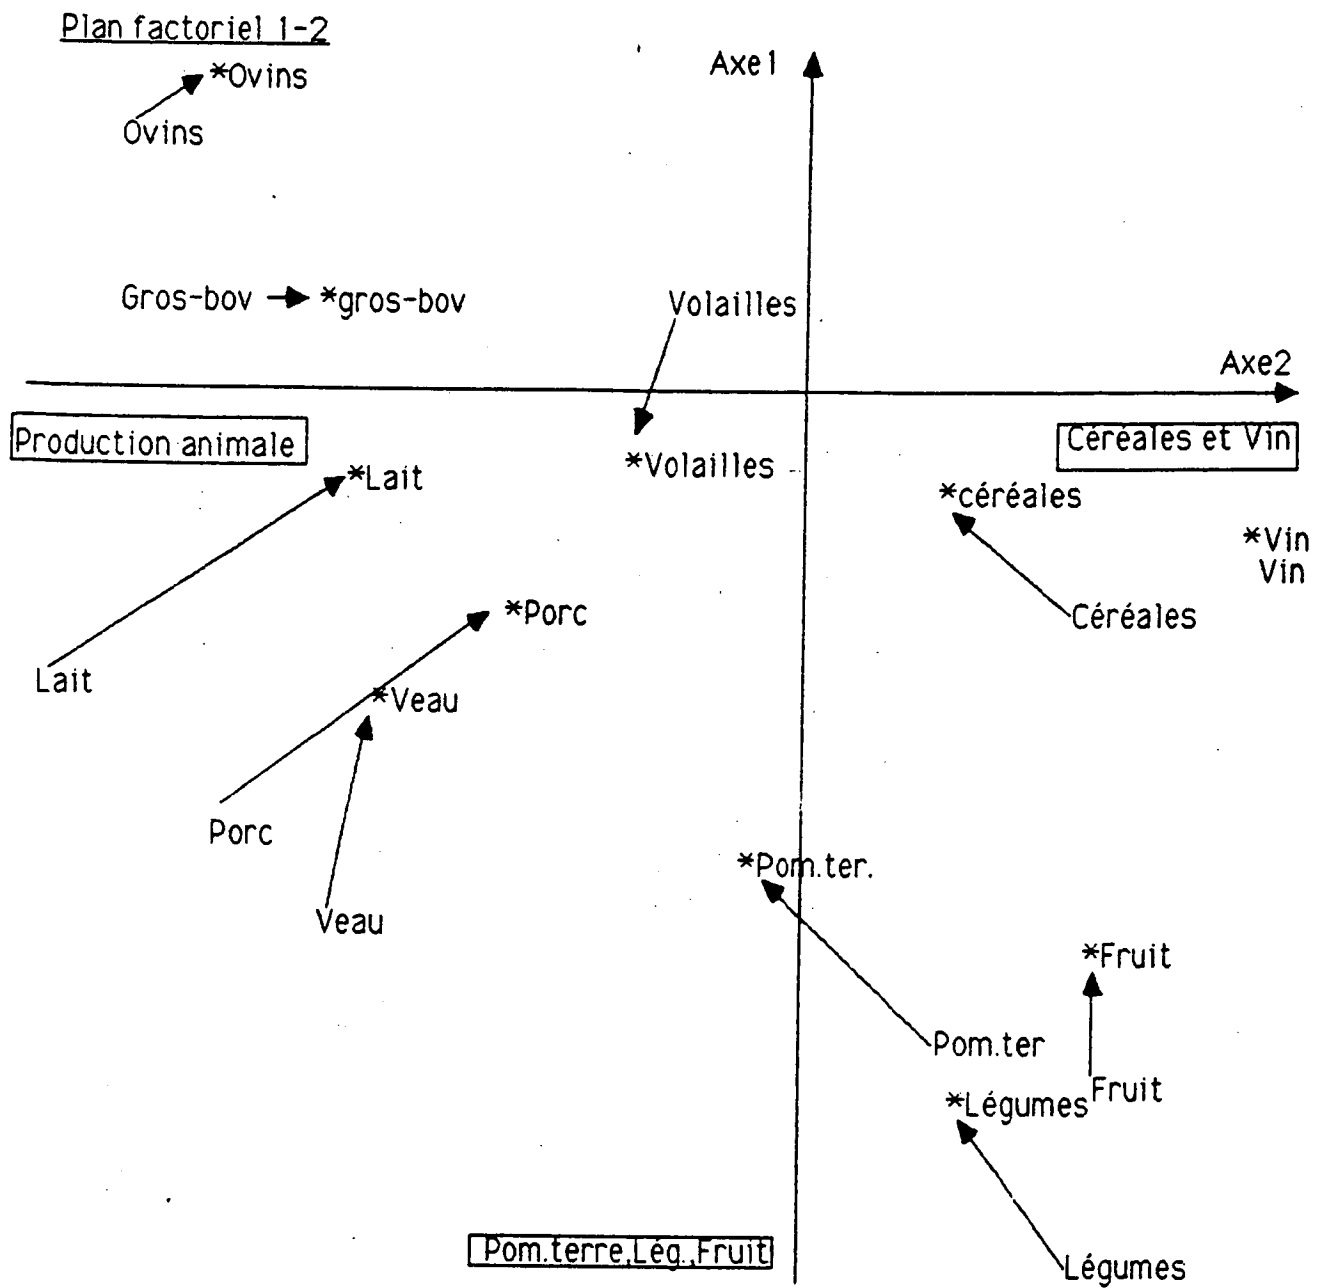 Plan factoriel 1-2
*Ovins
Axe1
Ovins
Gros-bov
*gros-bov
Volailles
Axe2
Production animale
Céréales et Vin
*Lait
*Volailles
*céréales
*Vin
Vin
*Porc
Céréales
Lait
*Veau
Porc
*Pom.ter.
Veau
*Fruit
Pom.ter
Fruit
*Légumes
Pom.terre,Lég.,Fruit
Légumes